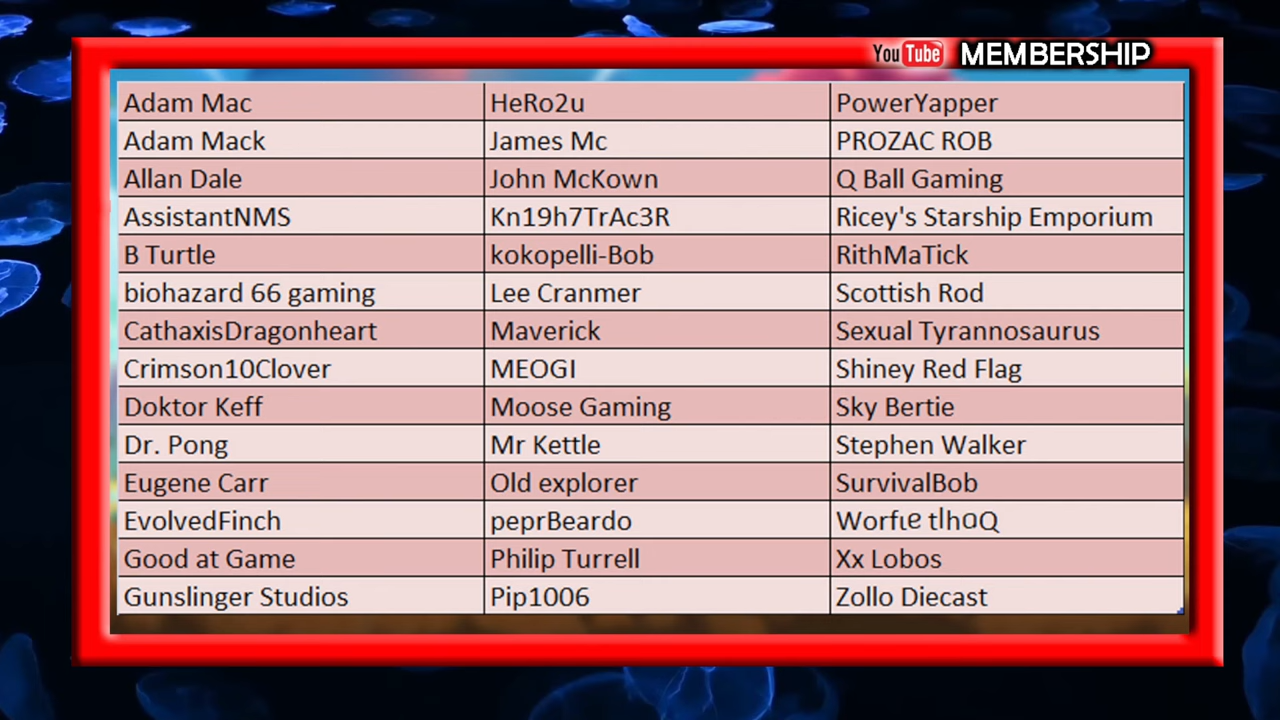 YouTube MEMBERSHIP
Adam Mac HeRo2u PowerYapper
Adam Mack James Mc PROZAC ROB
Allan Dale John McKown Q Ball Gaming
AssistantNMS Kn19h7TrAc3R Ricey's Starship Emporium
B Turtle kokopelli-Bob RithMaTick
biohazard 66 gaming Lee Cranmer Scottish Rod
CathaxisDragonheart Maverick Sexual Tyrannosaurus
Crimson10Clover MEOGI Shiney Red Flag
Doktor Keff Moose Gaming Sky Bertie
Dr. Pong Mr Kettle Stephen Walker
Eugene Carr Old explorer SurvivalBob
EvolvedFinch peprBeardo Worfɩɐ tlhɑQ
Good at Game Philip Turrell Xx Lobos
Gunslinger Studios Pip1006 Zollo Diecast